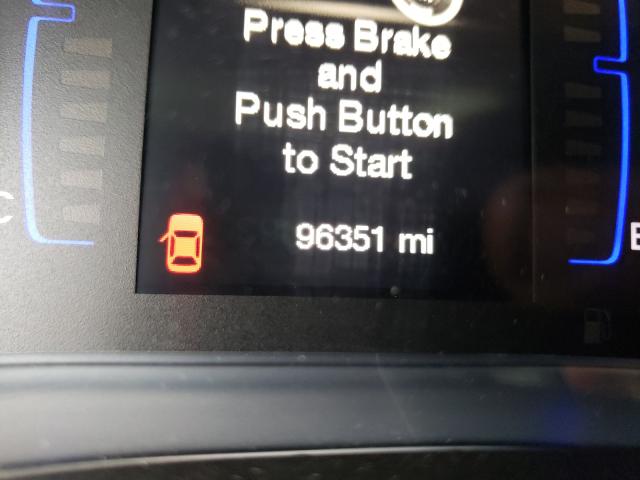 Press Brake
and
Push Button
to Start
96351 mi
C
E